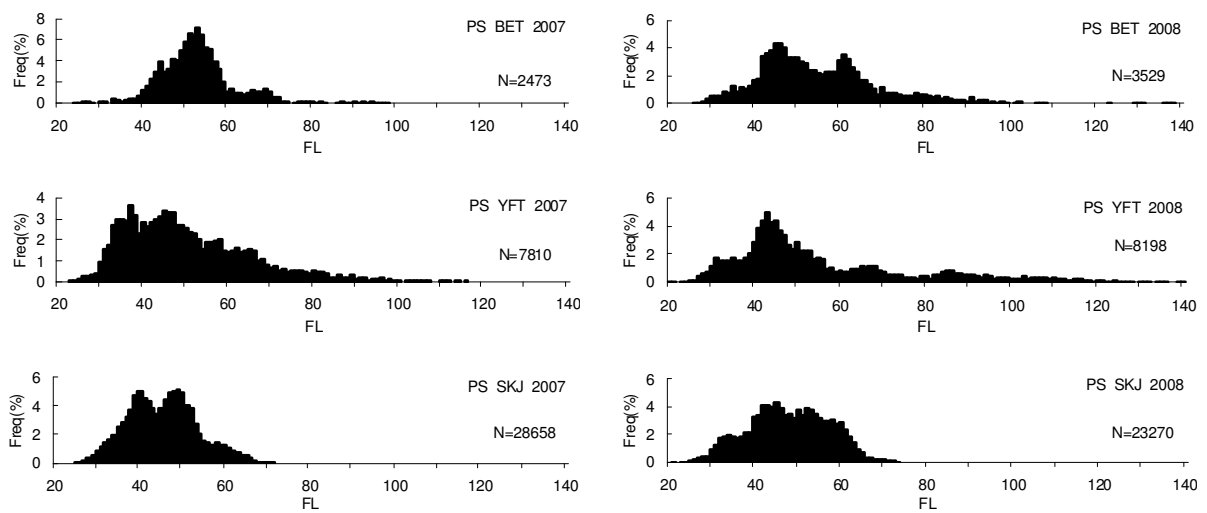 PS BET 2007
N=2473
Freq(%)
8
6
4
2
0
20 40 60 80 100 120 140
FL
PS BET 2008
N=3529
Freq(%)
6
4
2
0
20 40 60 80 100 120 140
FL
PS YFT 2007
N=7810
Freq(%)
4
3
2
1
0
20 40 60 80 100 120 140
FL
PS YFT 2008
N=8198
Freq(%)
6
4
2
0
20 40 60 80 100 120 140
FL
PS SKJ 2007
N=28658
Freq(%)
6
4
2
0
20 40 60 80 100 120 140
FL
PS SKJ 2008
N=23270
Freq(%)
6
4
2
0
20 40 60 80 100 120 140
FL